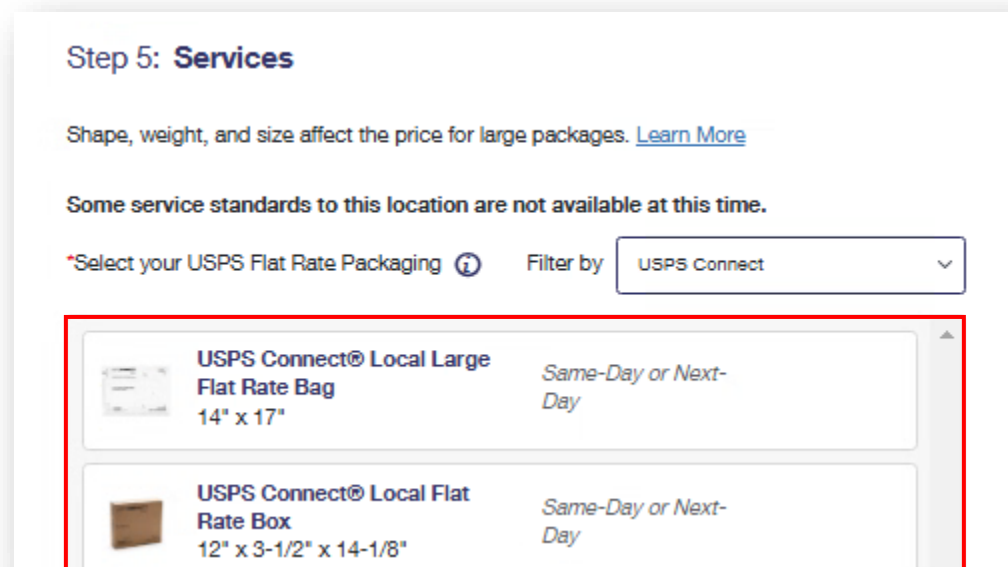 Step 5: Services
Shape, weight, and size affect the price for large packages. Learn More
Some service standards to this location are not available at this time.
*Select your USPS Flat Rate Packaging i Filter by USPS Connect
USPS Connect® Local Large
Flat Rate Bag
14" x 17"
Same-Day or Next-
Day
USPS Connect® Local Flat
Rate Box
12" x 3-1/2" x 14-1/8"
Same-Day or Next-
Day